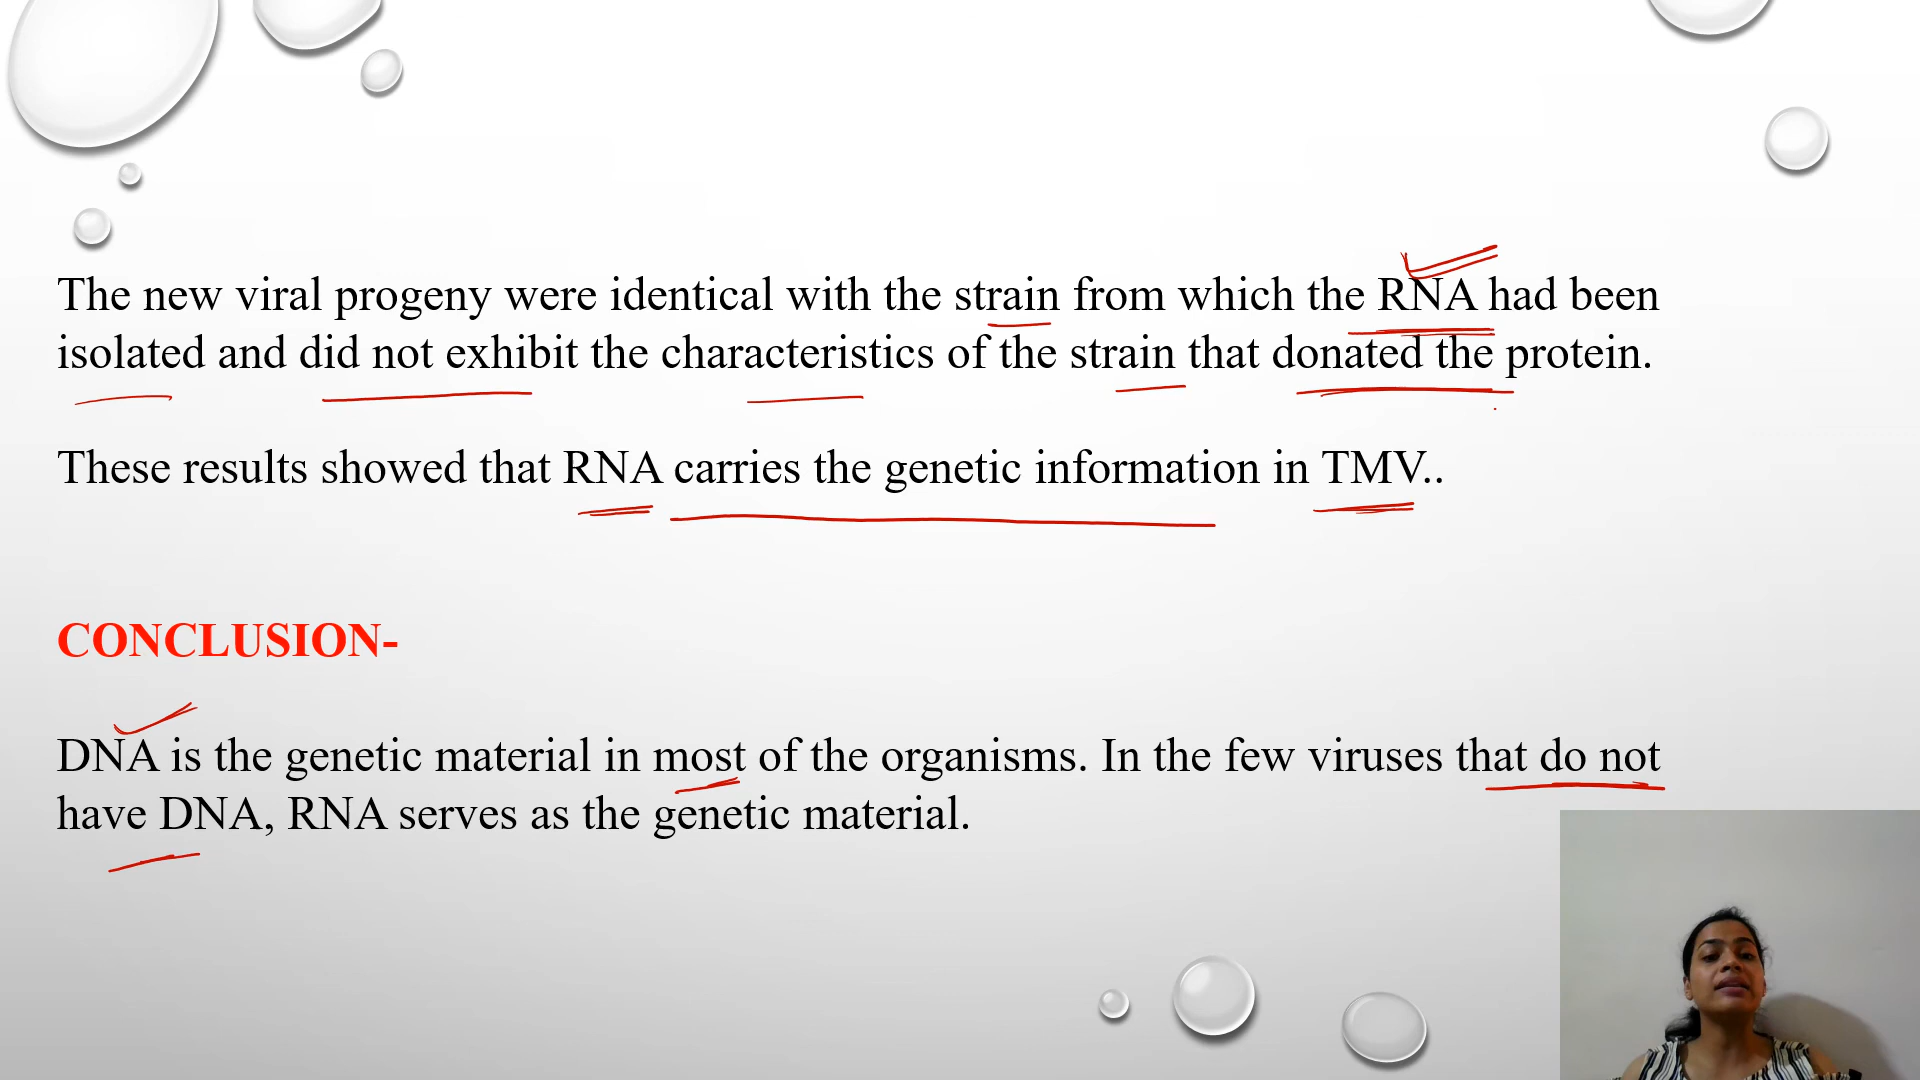 The new viral progeny were identical with the strain from which the RNA had been
isolated and did not exhibit the characteristics of the strain that donated the protein.
These results showed that RNA carries the genetic information in TMV..
CONCLUSION-
DNA is the genetic material in most of the organisms. In the few viruses that do not
have DNA, RNA serves as the genetic material.